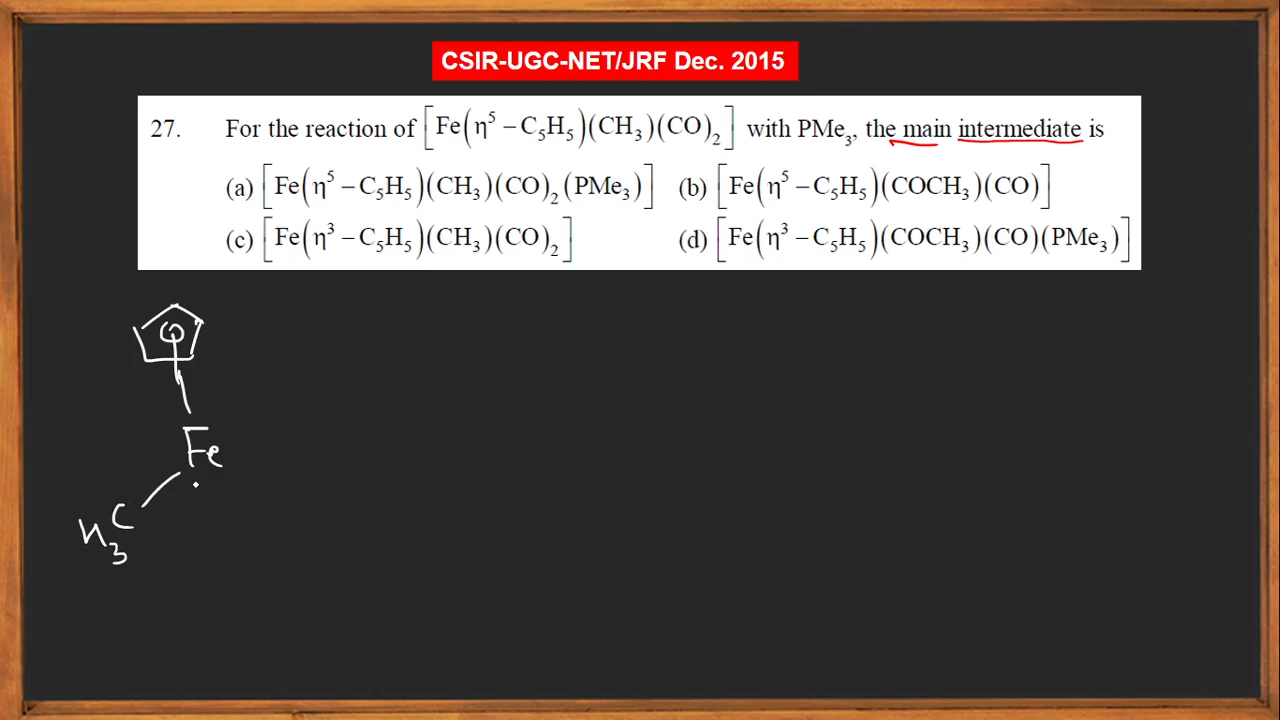 CSIR-UGC-NET/JRF Dec. 2015
27. For the reaction of [Fe(η⁵ – C₅H₅)(CH₃)(CO)₂] with PMe₃, the main intermediate is
(a) [Fe(η⁵ – C₅H₅)(CH₃)(CO)₂(PMe₃)] (b) [Fe(η⁵ – C₅H₅)(COCH₃)(CO)]
(c) [Fe(η³ – C₅H₅)(CH₃)(CO)₂] (d) [Fe(η³ – C₅H₅)(COCH₃)(CO)(PMe₃)]
Fe
H₃C